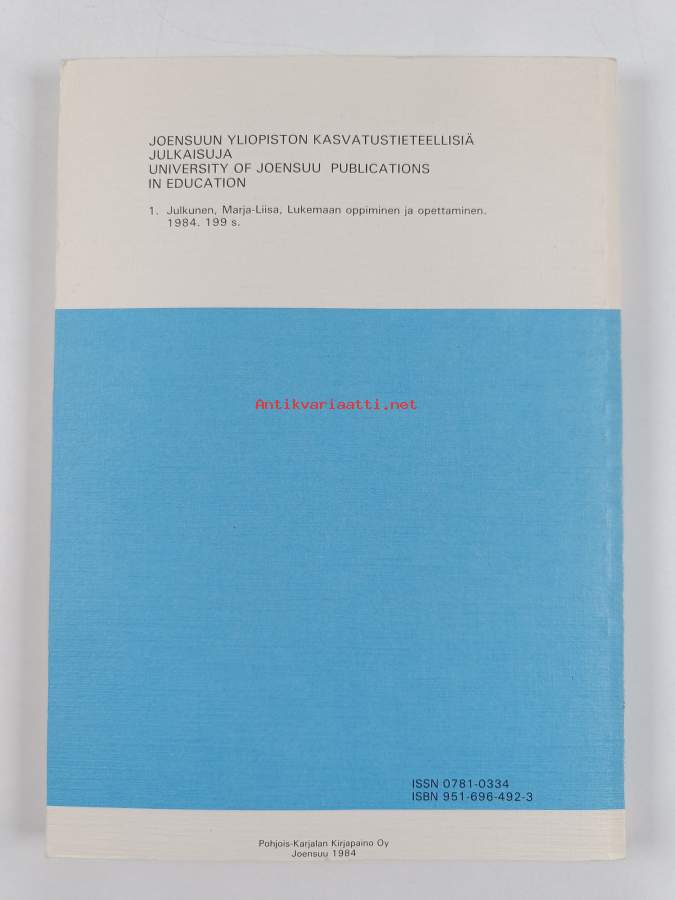 JOENSUUN YLIOPISTON KASVATUSTIETEELLISIÄ
JULKAISUJA
UNIVERSITY OF JOENSUU PUBLICATIONS
IN EDUCATION
1. Julkunen, Marja-Liisa, Lukemaan oppiminen ja opettaminen.
1984. 199 s.
Antikvariaatti.net
ISSN 0781-0334
ISBN 951-696-492-3
Pohjois-Karjalan Kirjapaino Oy
Joensuu 1984